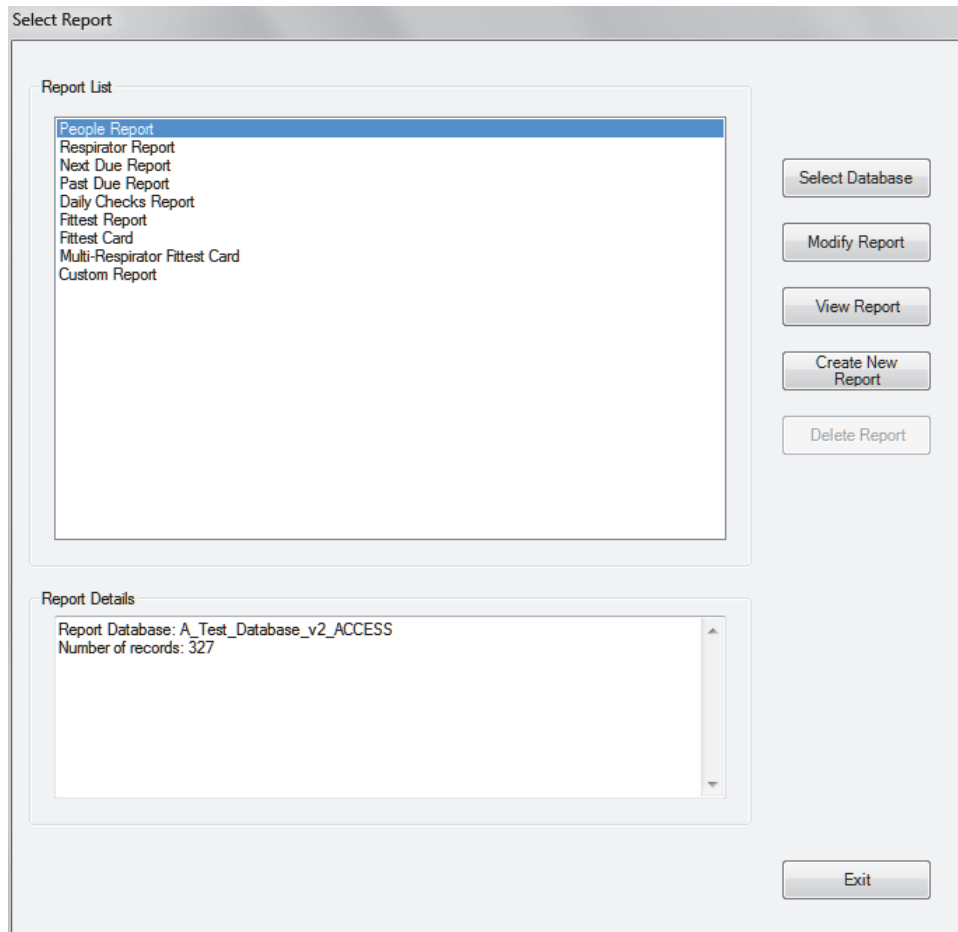 Select Report
Report List
People Report
Respirator Report
Next Due Report
Past Due Report
Daily Checks Report
Fittest Report
Fittest Card
Multi-Respirator Fittest Card
Custom Report
Select Database
Modify Report
View Report
Create New
Report
Delete Report
Report Details
Report Database: A_Test_Database_v2_ACCESS
Number of records: 327
Exit